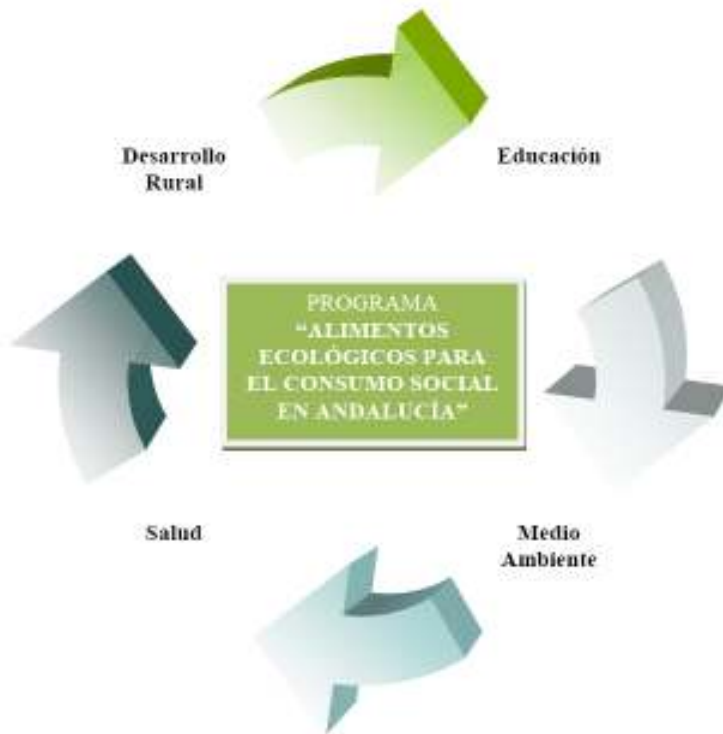 Desarrollo
Rural
Educación
PROGRAMA
“ALIMENTOS
ECOLÓGICOS PARA
EL CONSUMO SOCIAL
EN ANDALUCÍA”
Salud
Medio
Ambiente